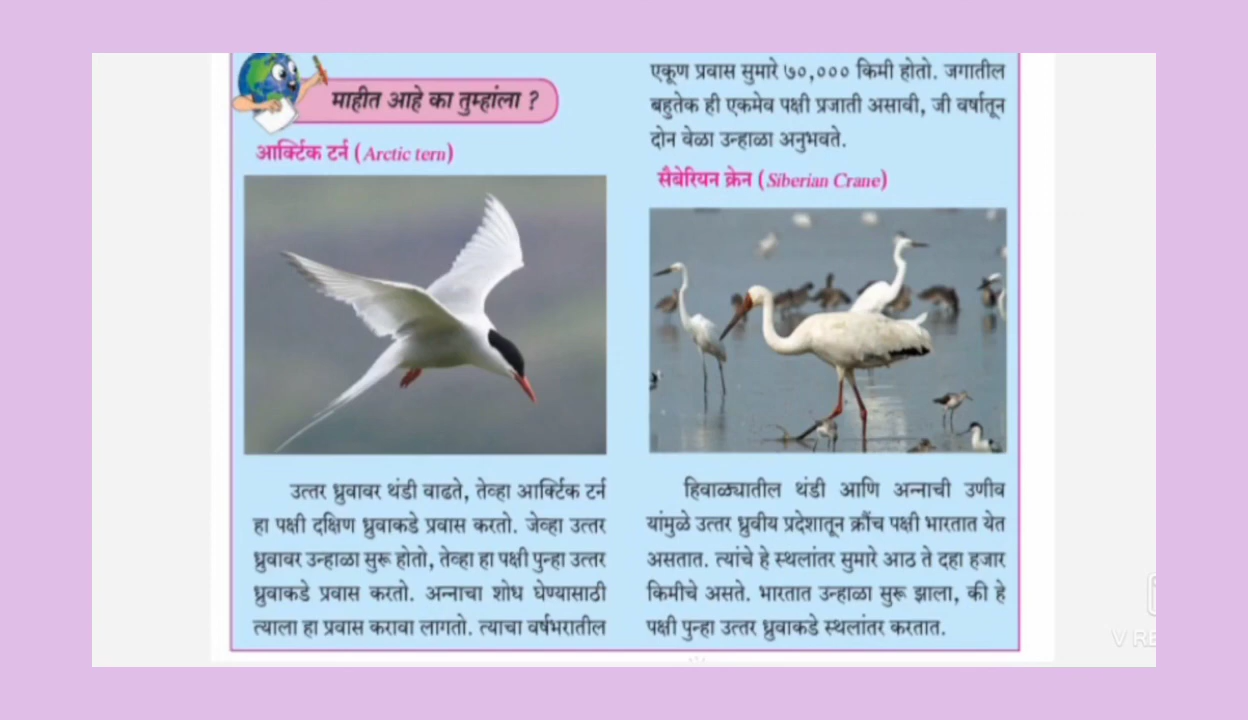 माहीत आहे का तुम्हांला ?
आर्क्टिक टर्न (Arctic tern)
उत्तर ध्रुवावर थंडी वाढते, तेव्हा आर्क्टिक टर्न
हा पक्षी दक्षिण ध्रुवाकडे प्रवास करतो. जेव्हा उत्तर
ध्रुवावर उन्हाळा सुरू होतो, तेव्हा हा पक्षी पुन्हा उत्तर
ध्रुवाकडे प्रवास करतो. अन्नाचा शोध घेण्यासाठी
त्याला हा प्रवास करावा लागतो. त्याचा वर्षभरातील
एकूण प्रवास सुमारे ७०,००० किमी होतो. जगातील
बहुतेक ही एकमेव पक्षी प्रजाती असावी, जी वर्षातून
दोन वेळा उन्हाळा अनुभवते.
सैबेरियन क्रेन (Siberian Crane)
हिवाळ्यातील थंडी आणि अन्नाची उणीव
यांमुळे उत्तर ध्रुवीय प्रदेशातून क्रौंच पक्षी भारतात येत
असतात. त्यांचे हे स्थलांतर सुमारे आठ ते दहा हजार
किमीचे असते. भारतात उन्हाळा सुरू झाला, की हे
पक्षी पुन्हा उत्तर ध्रुवाकडे स्थलांतर करतात.